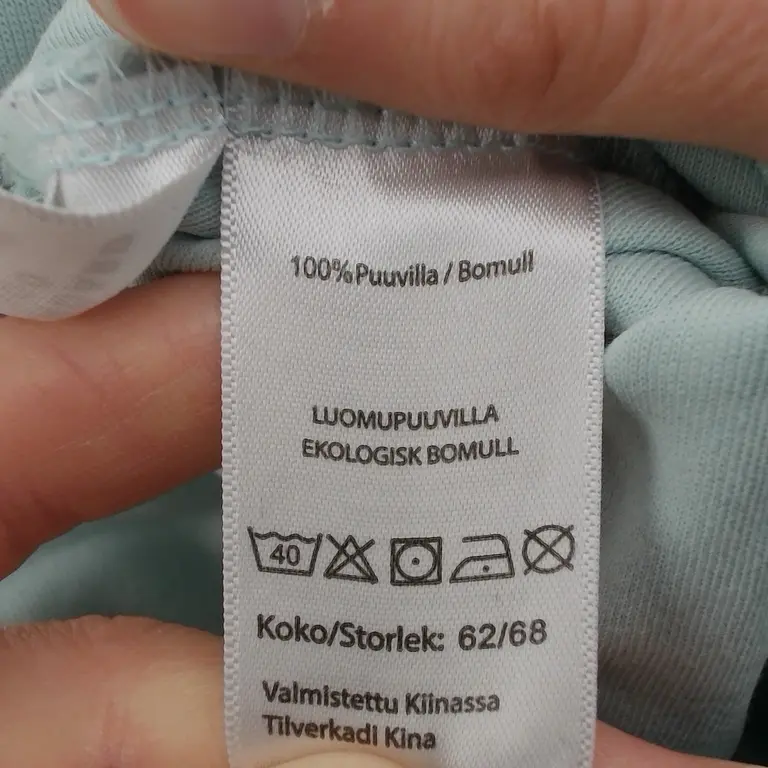 100% Puuvilla / Bomull
LUOMUPUUVILLA
EKOLOGISK BOMULL
40
Koko/Storlek: 62/68
Valmistettu Kiinassa
Tilverkadi Kina